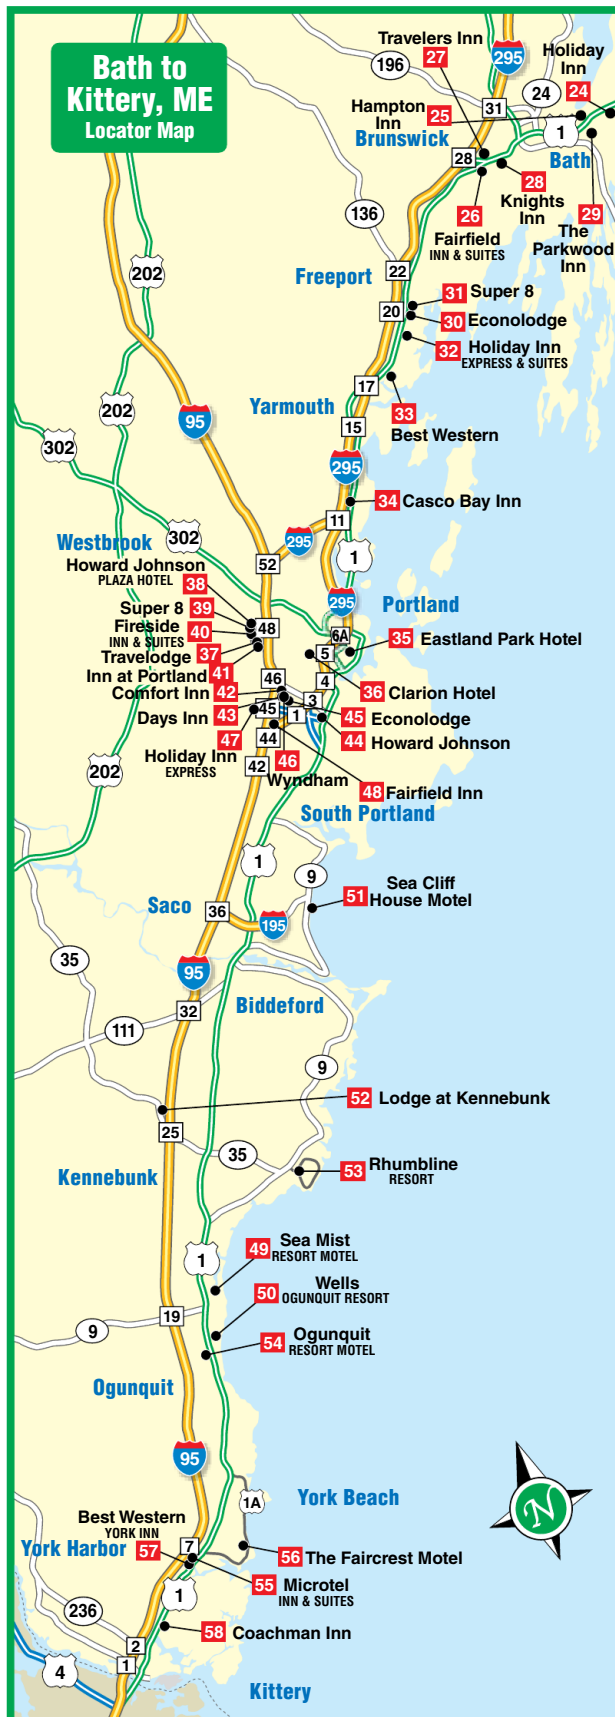 Bath to
Kittery, ME
Locator Map
Travelers Inn
27
295
Holiday
Inn
24
196
24
Hampton
Inn
25
31
1
Brunswick
28
Bath
28
Knights
Inn
26
Fairfield
INN & SUITES
29
The
Parkwood
Inn
136
202
Freeport
22
31 Super 8
20
30 Econolodge
32 Holiday Inn
EXPRESS & SUITES
17
202
95
Yarmouth
33
Best Western
15
302
295
34 Casco Bay Inn
11
302
295
Westbrook
52
1
Howard Johnson
PLAZA HOTEL
38
295
Portland
Super 8 39
48
6A
Fireside
INN & SUITES
40
35 Eastland Park Hotel
Travelodge 37
5
Inn at Portland 41
46
4
36 Clarion Hotel
Comfort Inn 42
3
Days Inn 43
45
1
45 Econolodge
47
44
44 Howard Johnson
Holiday Inn
EXPRESS
46
Wyndham
42
202
48 Fairfield Inn
South Portland
1
9
Sea Cliff
51 House Motel
Saco
36
195
35
95
Biddeford
32
111
9
52 Lodge at Kennebunk
25
35
Kennebunk
53 Rhumbline
RESORT
1
49 Sea Mist
RESORT MOTEL
50 Wells
OGUNQUIT RESORT
19
9
54 Ogunquit
RESORT MOTEL
Ogunquit
95
1A
York Beach
N
Best Western
YORK INN
7
York Harbor 57
56 The Faircrest Motel
55 Microtel
INN & SUITES
1
236
58 Coachman Inn
2
1
4
Kittery